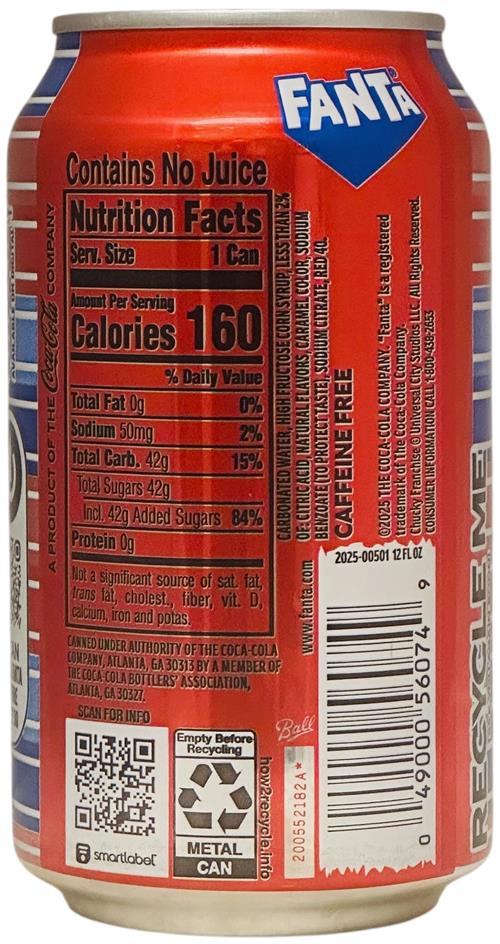 FANTA
Contains No Juice
Nutrition Facts
Serv. Size 1 Can
Amount Per Serving
Calories 160
% Daily Value
Total Fat 0g 0%
Sodium 50mg 2%
Total Carb. 42g 15%
Total Sugars 42g
Incl. 42g Added Sugars 84%
Protein 0g
Not a significant source of sat. fat,
trans fat, cholest., fiber, vit. D,
calcium, iron and potas.
CANNED UNDER AUTHORITY OF THE COCA-COLA
COMPANY, ATLANTA, GA 30313 BY A MEMBER OF
THE COCA-COLA BOTTLERS' ASSOCIATION,
ATLANTA, GA 30327.
SCAN FOR INFO
smartlabel
Empty Before
Recycling
METAL
CAN
how2recycle.info
A PRODUCT OF THE Coca-Cola COMPANY
CARBONATED WATER, HIGH FRUCTOSE CORN SYRUP, LESS THAN 2%
OF: CITRIC ACID, NATURAL FLAVORS, CARAMEL COLOR, SODIUM
BENZOATE (TO PROTECT TASTE), SODIUM CITRATE, RED 40.
CAFFEINE FREE
©2025 THE COCA-COLA COMPANY. "Fanta" is a registered
trademark of The Coca-Cola Company.
Chucky Franchise © Universal City Studios LLC. All Rights Reserved.
CONSUMER INFORMATION CALL 1-800-438-2653
www.fanta.com
Ball
200552182A*
2025-00501 12 FL OZ
0 49000 56074 9
RECYCLE ME